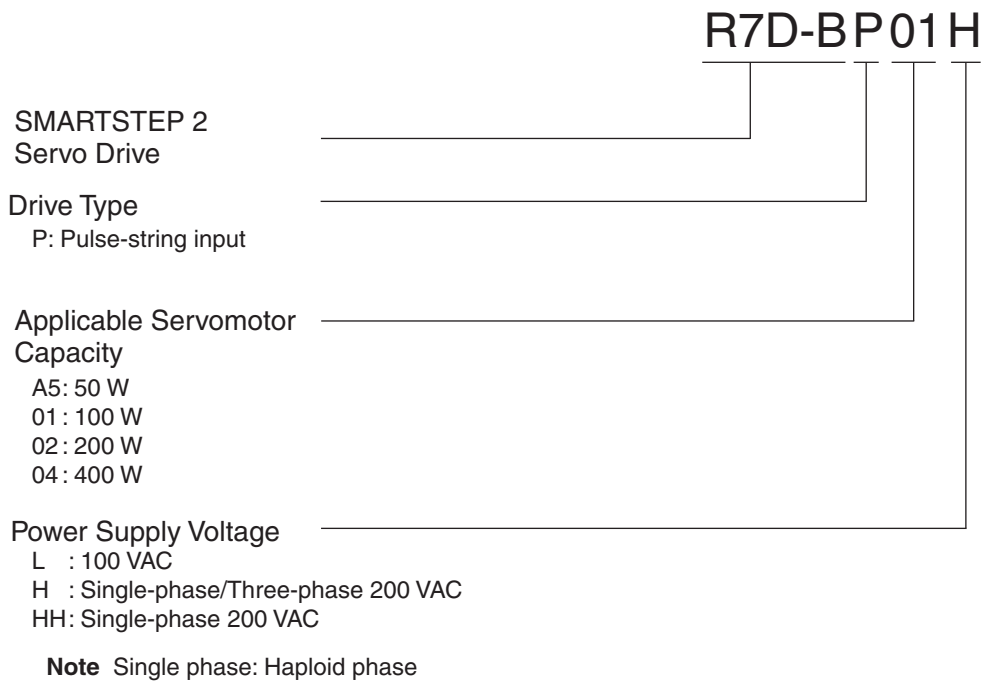 R7D-BP01H
SMARTSTEP 2
Servo Drive
Drive Type
P: Pulse-string input
Applicable Servomotor
Capacity
A5: 50 W
01 : 100 W
02 : 200 W
04 : 400 W
Power Supply Voltage
L : 100 VAC
H : Single-phase/Three-phase 200 VAC
HH: Single-phase 200 VAC
Note Single phase: Haploid phase